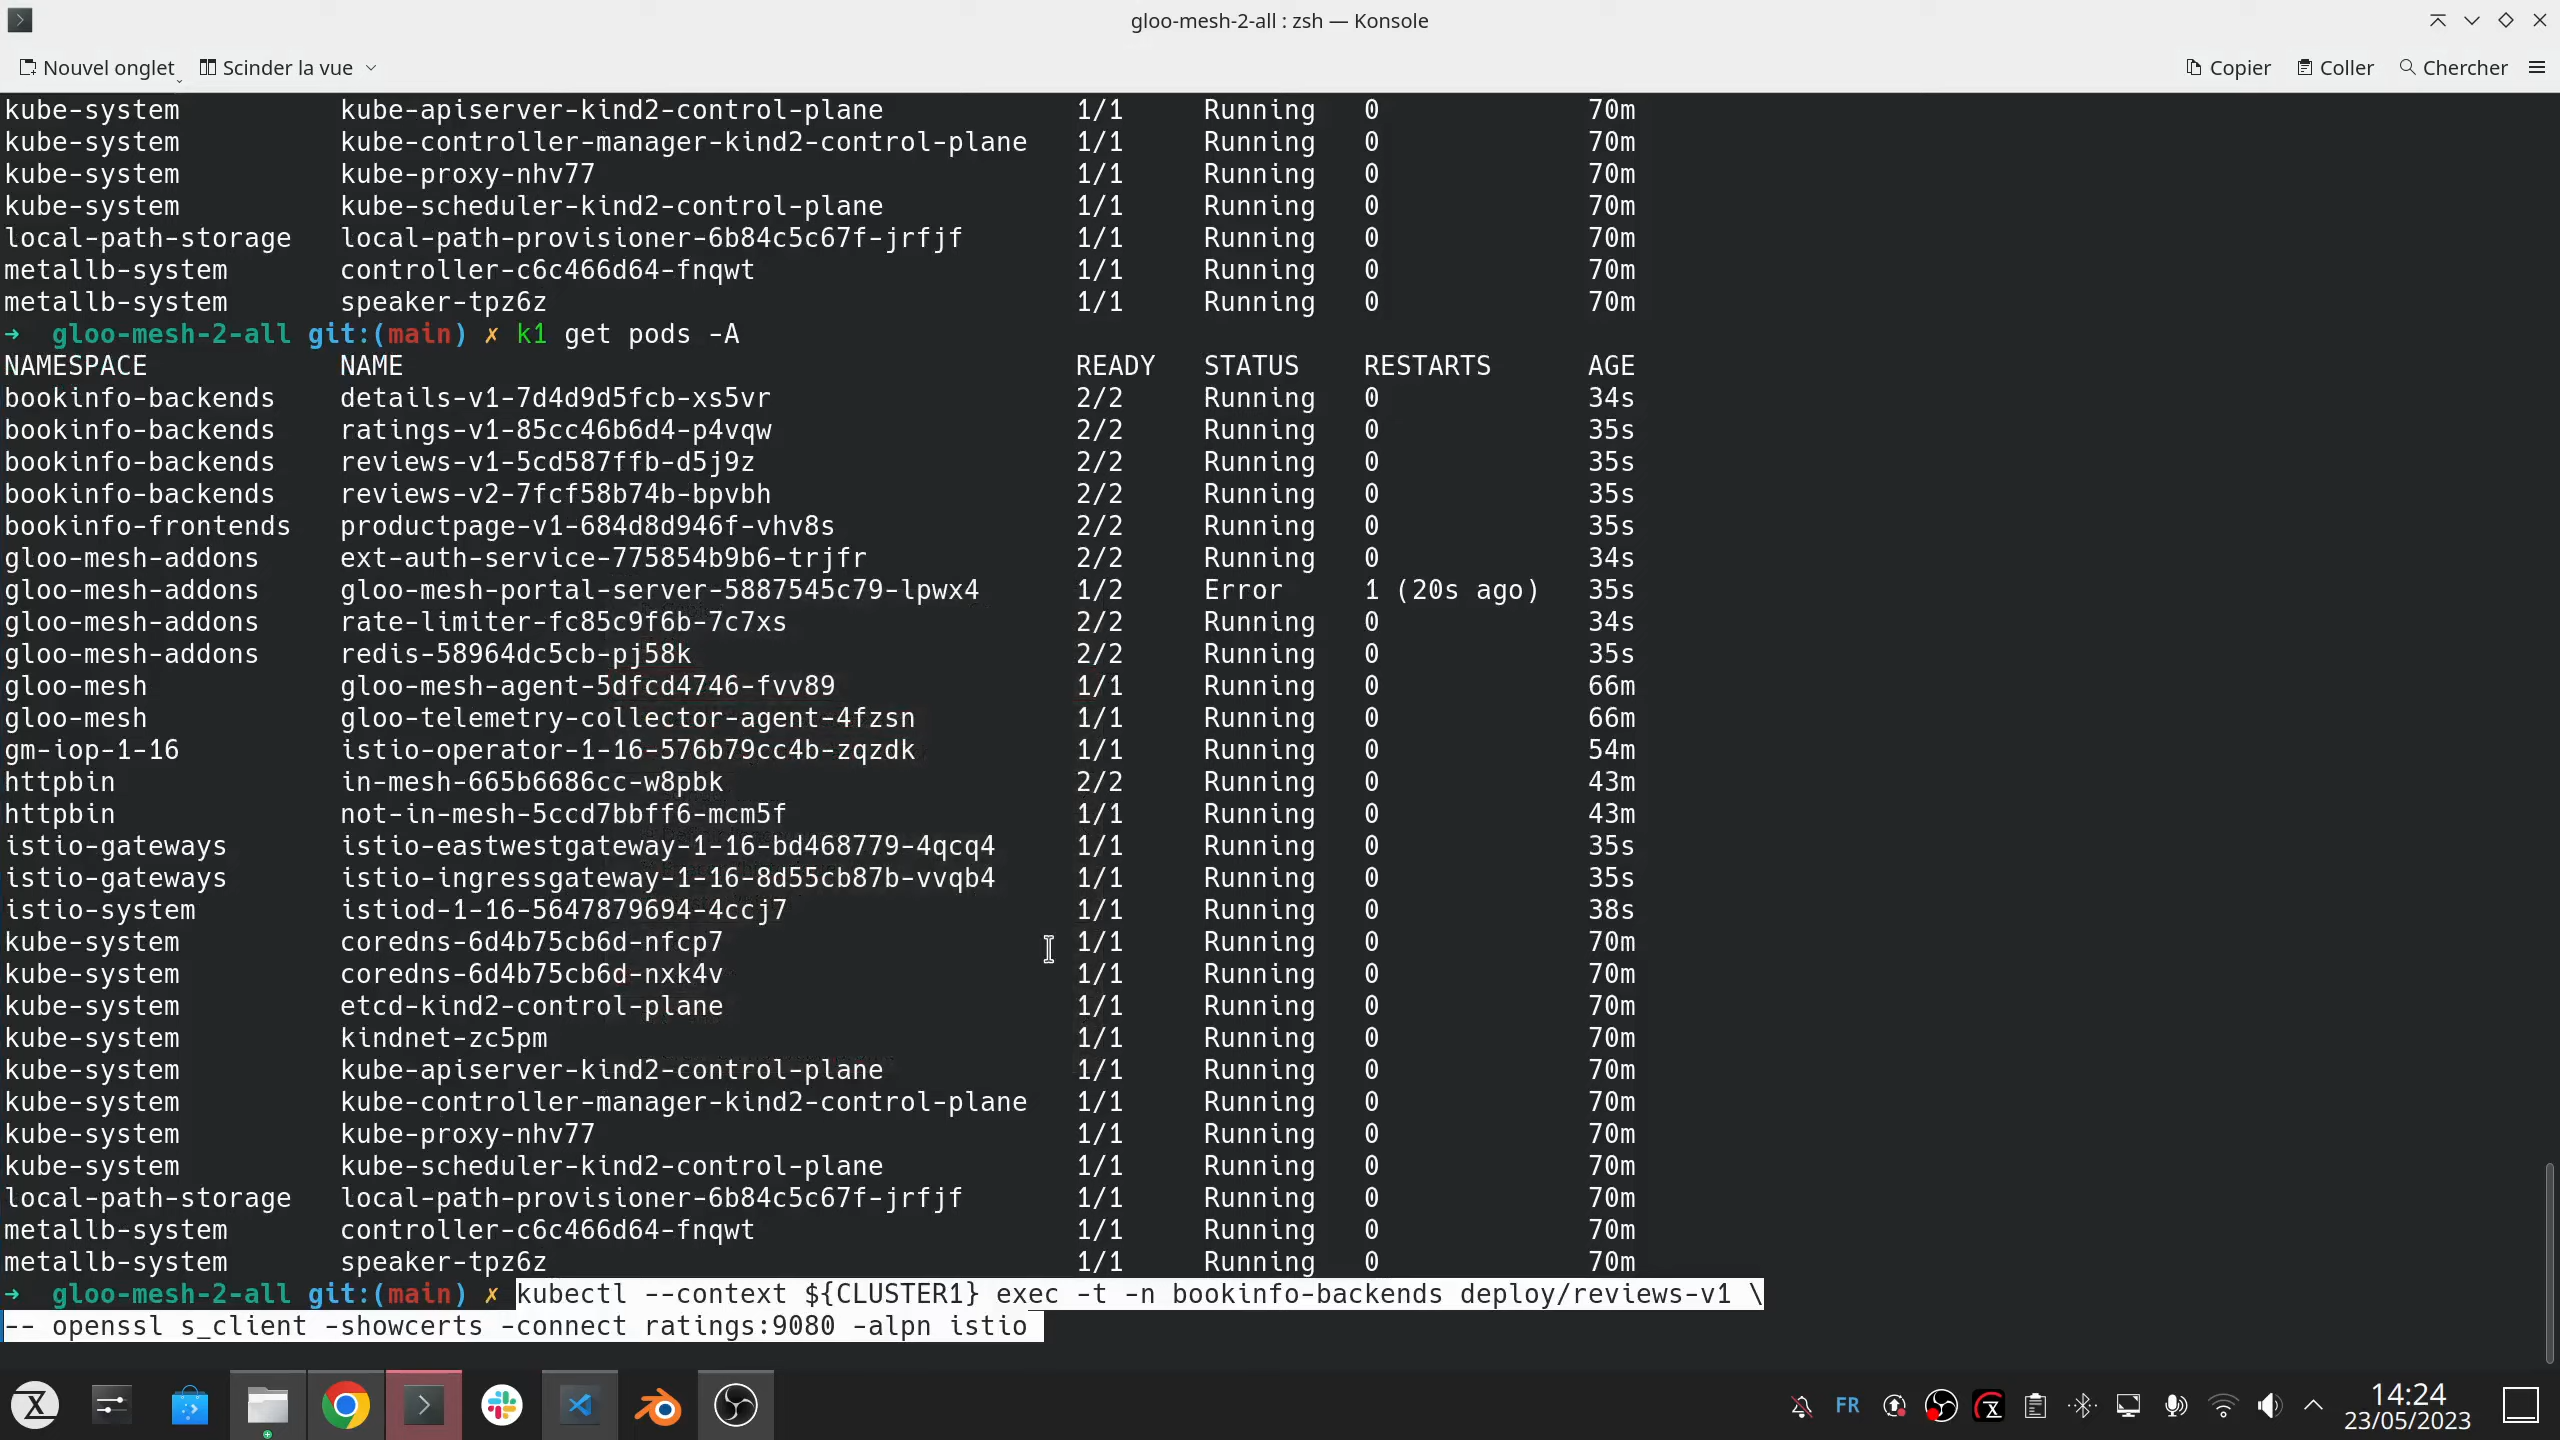 gloo-mesh-2-all : zsh — Konsole
Nouvel onglet Scinder la vue Copier Coller Chercher
kube-system kube-apiserver-kind2-control-plane 1/1 Running 0 70m
kube-system kube-controller-manager-kind2-control-plane 1/1 Running 0 70m
kube-system kube-proxy-nhv77 1/1 Running 0 70m
kube-system kube-scheduler-kind2-control-plane 1/1 Running 0 70m
local-path-storage local-path-provisioner-6b84c5c67f-jrfjf 1/1 Running 0 70m
metallb-system controller-c6c466d64-fnqwt 1/1 Running 0 70m
metallb-system speaker-tpz6z 1/1 Running 0 70m
➜ gloo-mesh-2-all git:(main) ✗ k1 get pods -A
NAMESPACE NAME READY STATUS RESTARTS AGE
bookinfo-backends details-v1-7d4d9d5fcb-xs5vr 2/2 Running 0 34s
bookinfo-backends ratings-v1-85cc46b6d4-p4vqw 2/2 Running 0 35s
bookinfo-backends reviews-v1-5cd587ffb-d5j9z 2/2 Running 0 35s
bookinfo-backends reviews-v2-7fcf58b74b-bpvbh 2/2 Running 0 35s
bookinfo-frontends productpage-v1-684d8d946f-vhv8s 2/2 Running 0 35s
gloo-mesh-addons ext-auth-service-775854b9b6-trjfr 2/2 Running 0 34s
gloo-mesh-addons gloo-mesh-portal-server-5887545c79-lpwx4 1/2 Error 1 (20s ago) 35s
gloo-mesh-addons rate-limiter-fc85c9f6b-7c7xs 2/2 Running 0 34s
gloo-mesh-addons redis-58964dc5cb-pj58k 2/2 Running 0 35s
gloo-mesh gloo-mesh-agent-5dfcd4746-fvv89 1/1 Running 0 66m
gloo-mesh gloo-telemetry-collector-agent-4fzsn 1/1 Running 0 66m
gm-iop-1-16 istio-operator-1-16-576b79cc4b-zqzdk 1/1 Running 0 54m
httpbin in-mesh-665b6686cc-w8pbk 2/2 Running 0 43m
httpbin not-in-mesh-5ccd7bbff6-mcm5f 1/1 Running 0 43m
istio-gateways istio-eastwestgateway-1-16-bd468779-4qcq4 1/1 Running 0 35s
istio-gateways istio-ingressgateway-1-16-8d55cb87b-vvqb4 1/1 Running 0 35s
istio-system istiod-1-16-5647879694-4ccj7 1/1 Running 0 38s
kube-system coredns-6d4b75cb6d-nfcp7 1/1 Running 0 70m
kube-system coredns-6d4b75cb6d-nxk4v 1/1 Running 0 70m
kube-system etcd-kind2-control-plane 1/1 Running 0 70m
kube-system kindnet-zc5pm 1/1 Running 0 70m
kube-system kube-apiserver-kind2-control-plane 1/1 Running 0 70m
kube-system kube-controller-manager-kind2-control-plane 1/1 Running 0 70m
kube-system kube-proxy-nhv77 1/1 Running 0 70m
kube-system kube-scheduler-kind2-control-plane 1/1 Running 0 70m
local-path-storage local-path-provisioner-6b84c5c67f-jrfjf 1/1 Running 0 70m
metallb-system controller-c6c466d64-fnqwt 1/1 Running 0 70m
metallb-system speaker-tpz6z 1/1 Running 0 70m
➜ gloo-mesh-2-all git:(main) ✗ kubectl --context ${CLUSTER1} exec -t -n bookinfo-backends deploy/reviews-v1 \
-- openssl s_client -showcerts -connect ratings:9080 -alpn istio
FR 14:24
23/05/2023